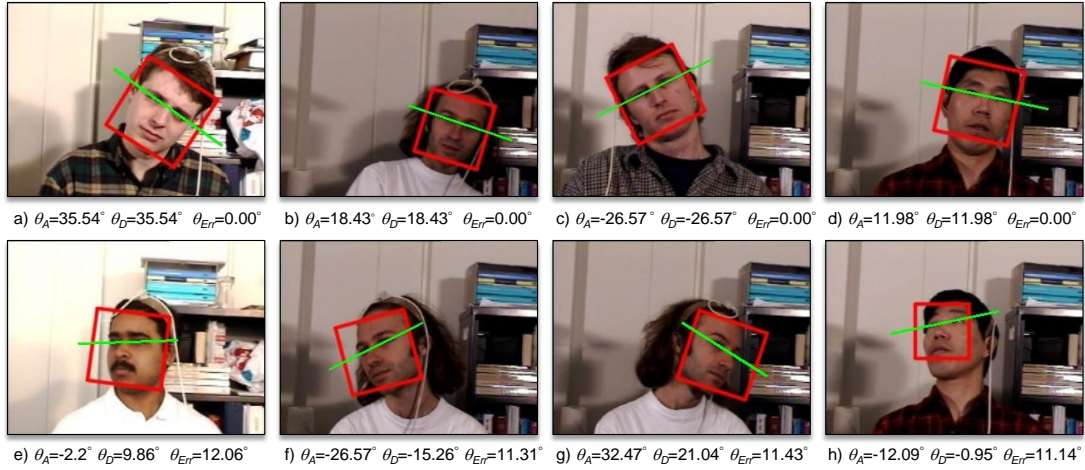 a) θA=35.54° θD=35.54° θErr=0.00°
b) θA=18.43° θD=18.43° θErr=0.00°
c) θA=-26.57° θD=-26.57° θErr=0.00°
d) θA=11.98° θD=11.98° θErr=0.00°
e) θA=-2.2° θD=9.86° θErr=12.06°
f) θA=-26.57° θD=-15.26° θErr=11.31°
g) θA=32.47° θD=21.04° θErr=11.43°
h) θA=-12.09° θD=-0.95° θErr=11.14°